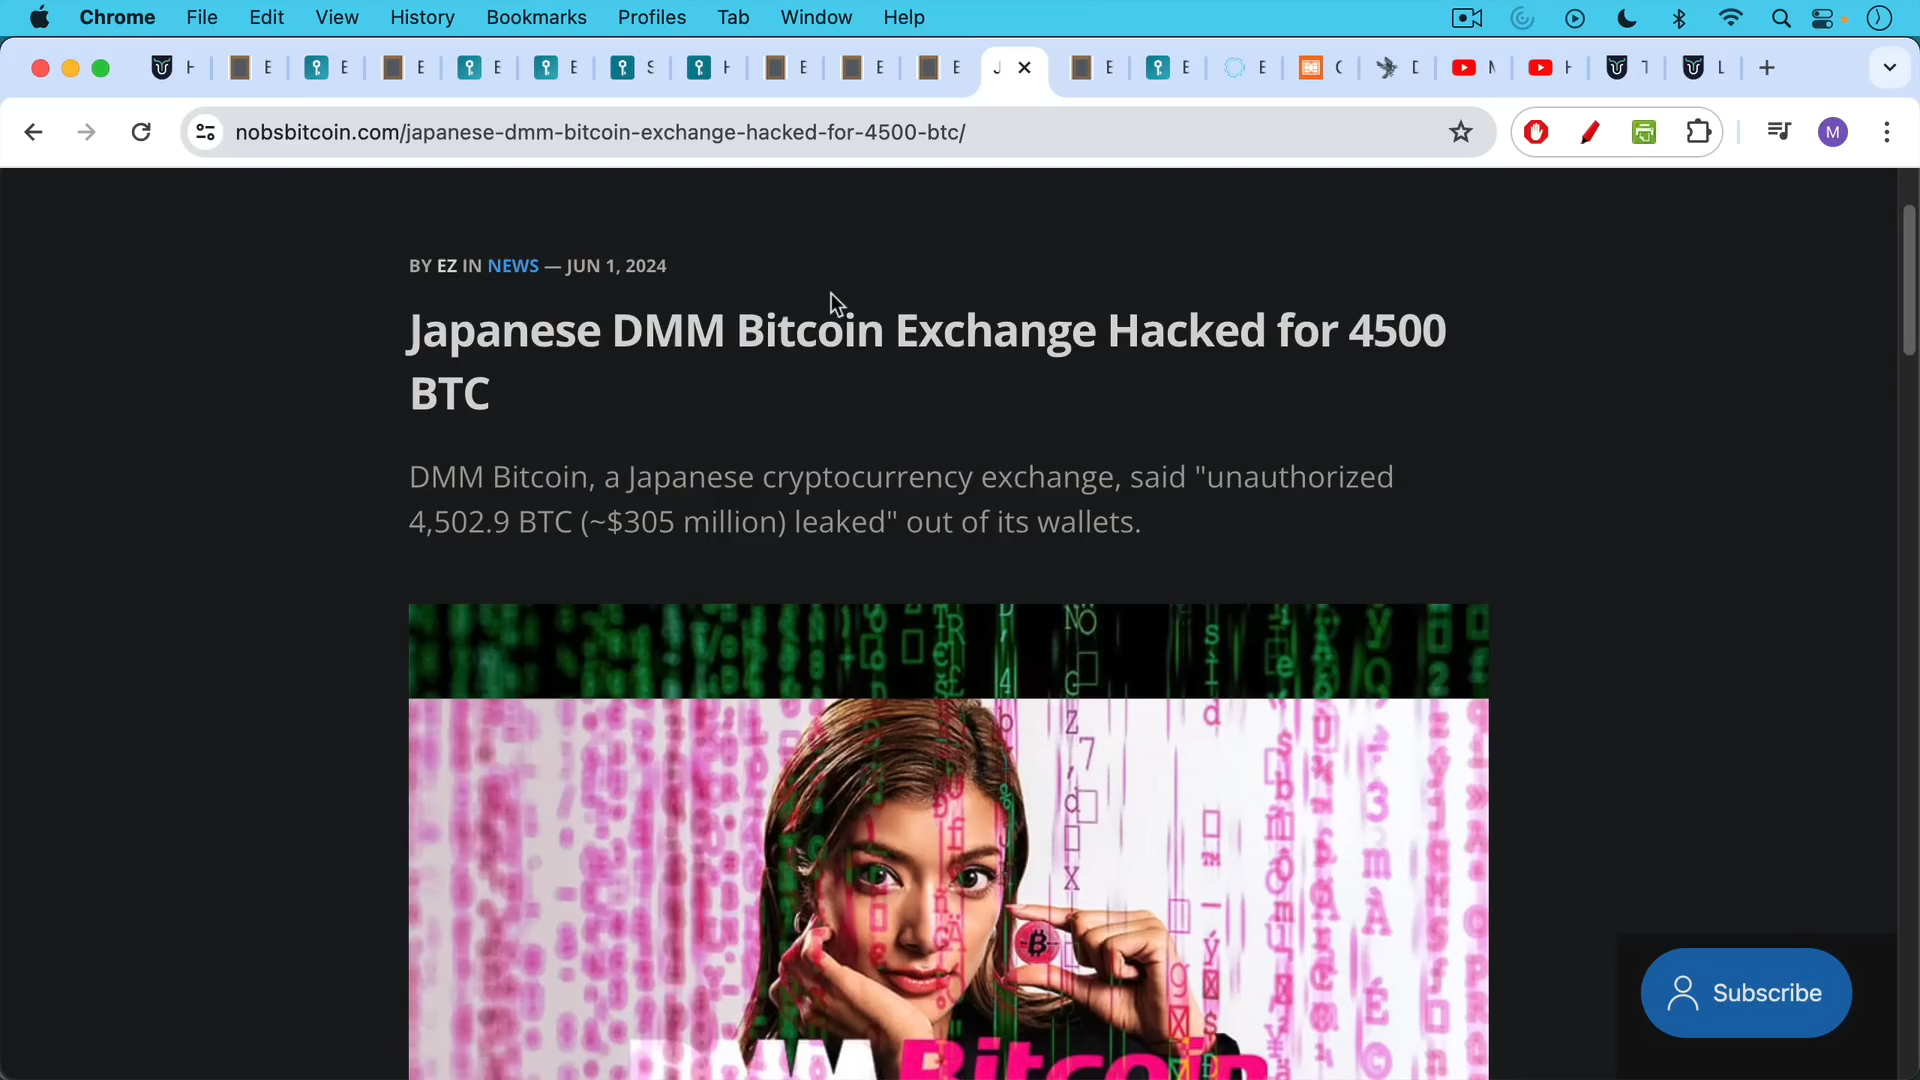 Chrome File Edit View History Bookmarks Profiles Tab Window Help
nobsbitcoin.com/japanese-dmm-bitcoin-exchange-hacked-for-4500-btc/
M
BY EZ IN NEWS — JUN 1, 2024
Japanese DMM Bitcoin Exchange Hacked for 4500
BTC
DMM Bitcoin, a Japanese cryptocurrency exchange, said "unauthorized
4,502.9 BTC (~$305 million) leaked" out of its wallets.
Subscribe
DMM Bitcoin